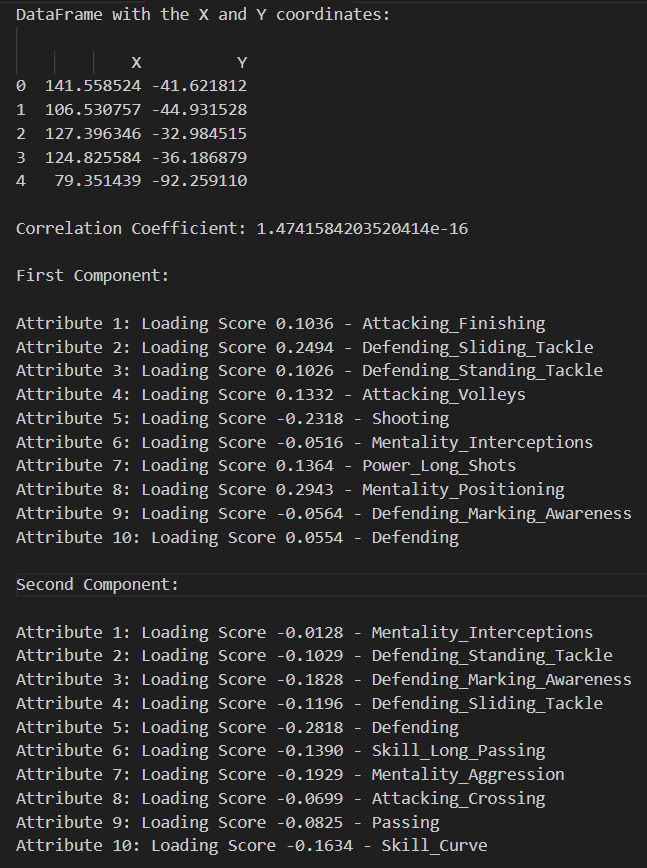 DataFrame with the X and Y coordinates:
X Y
0 141.558524 -41.621812
1 106.530757 -44.931528
2 127.396346 -32.984515
3 124.825584 -36.186879
4 79.351439 -92.259110
Correlation Coefficient: 1.4741584203520414e-16
First Component:
Attribute 1: Loading Score 0.1036 - Attacking_Finishing
Attribute 2: Loading Score 0.2494 - Defending_Sliding_Tackle
Attribute 3: Loading Score 0.1026 - Defending_Standing_Tackle
Attribute 4: Loading Score 0.1332 - Attacking_Volleys
Attribute 5: Loading Score -0.2318 - Shooting
Attribute 6: Loading Score -0.0516 - Mentality_Interceptions
Attribute 7: Loading Score 0.1364 - Power_Long_Shots
Attribute 8: Loading Score 0.2943 - Mentality_Positioning
Attribute 9: Loading Score -0.0564 - Defending_Marking_Awareness
Attribute 10: Loading Score 0.0554 - Defending
Second Component:
Attribute 1: Loading Score -0.0128 - Mentality_Interceptions
Attribute 2: Loading Score -0.1029 - Defending_Standing_Tackle
Attribute 3: Loading Score -0.1828 - Defending_Marking_Awareness
Attribute 4: Loading Score -0.1196 - Defending_Sliding_Tackle
Attribute 5: Loading Score -0.2818 - Defending
Attribute 6: Loading Score -0.1390 - Skill_Long_Passing
Attribute 7: Loading Score -0.1929 - Mentality_Aggression
Attribute 8: Loading Score -0.0699 - Attacking_Crossing
Attribute 9: Loading Score -0.0825 - Passing
Attribute 10: Loading Score -0.1634 - Skill_Curve